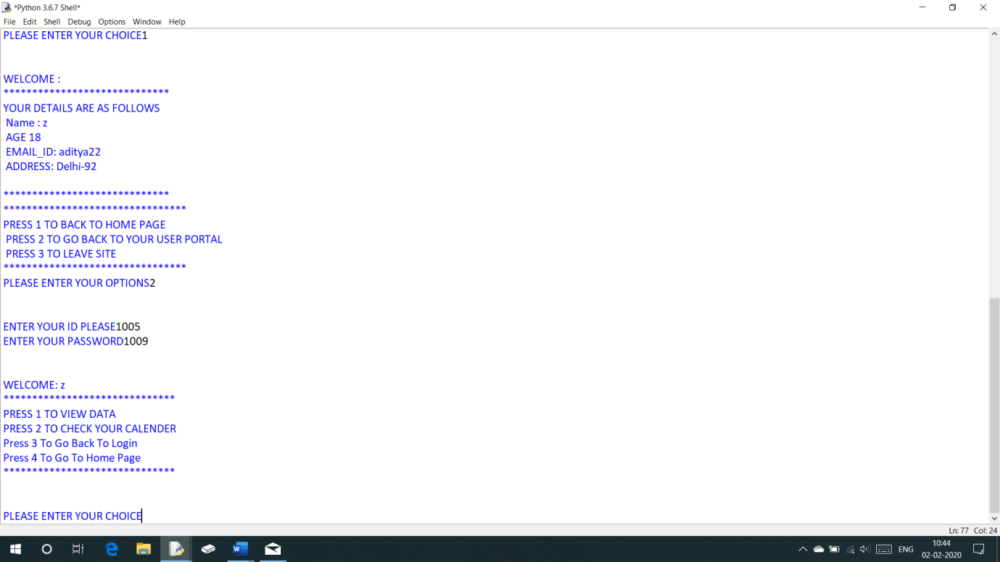 *Python 3.6.7 Shell*
File Edit Shell Debug Options Window Help
PLEASE ENTER YOUR CHOICE1
WELCOME :
*****************************
YOUR DETAILS ARE AS FOLLOWS
Name : z
AGE 18
EMAIL_ID: aditya22
ADDRESS: Delhi-92
*****************************
********************************
PRESS 1 TO BACK TO HOME PAGE
PRESS 2 TO GO BACK TO YOUR USER PORTAL
PRESS 3 TO LEAVE SITE
********************************
PLEASE ENTER YOUR OPTIONS2
ENTER YOUR ID PLEASE1005
ENTER YOUR PASSWORD1009
WELCOME: z
******************************
PRESS 1 TO VIEW DATA
PRESS 2 TO CHECK YOUR CALENDER
Press 3 To Go Back To Login
Press 4 To Go To Home Page
******************************
PLEASE ENTER YOUR CHOICE
Ln: 77 Col: 24
ENG
10:44
02-02-2020